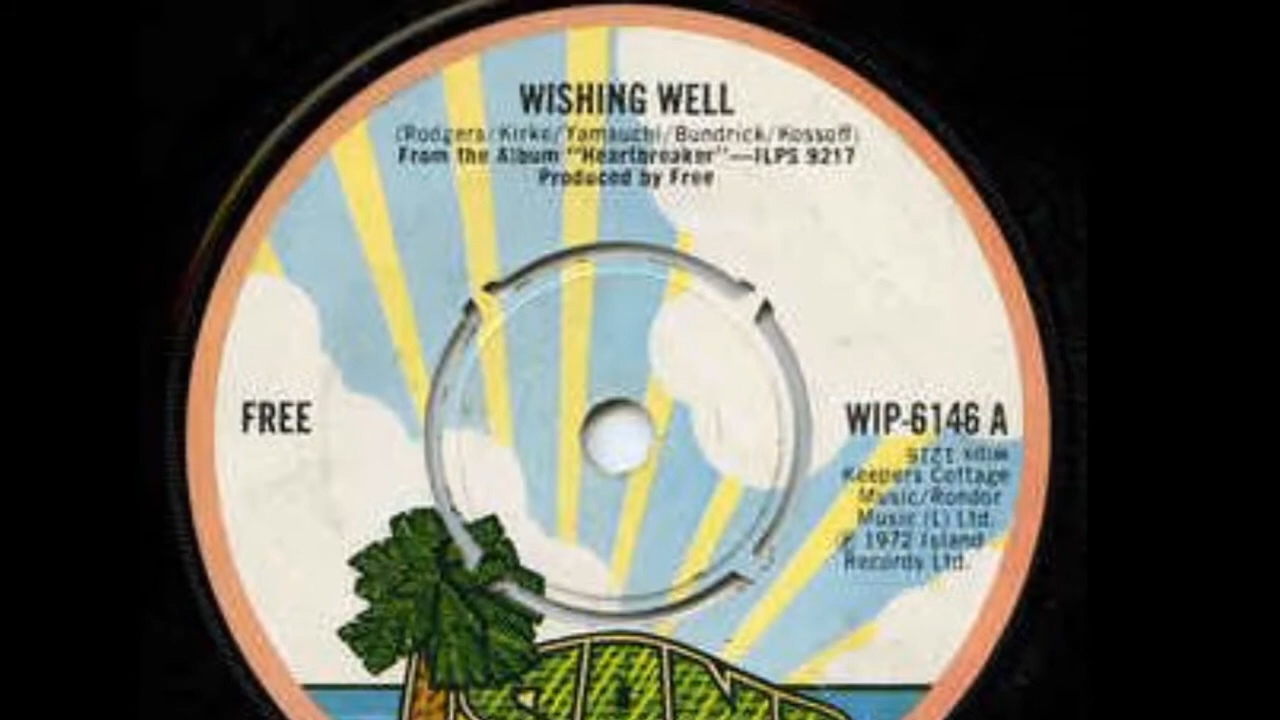 WISHING WELL
(Rodgers/Kirke/Yamauchi/Bundrick/Kossoff)
From the Album "Heartbreaker"—ILPS 9217
Produced by Free
FREE
WIP-6146 A
Keepers Cottage
Music/Rondor
Music (L) Ltd.
℗ 1972 Island
Records Ltd.